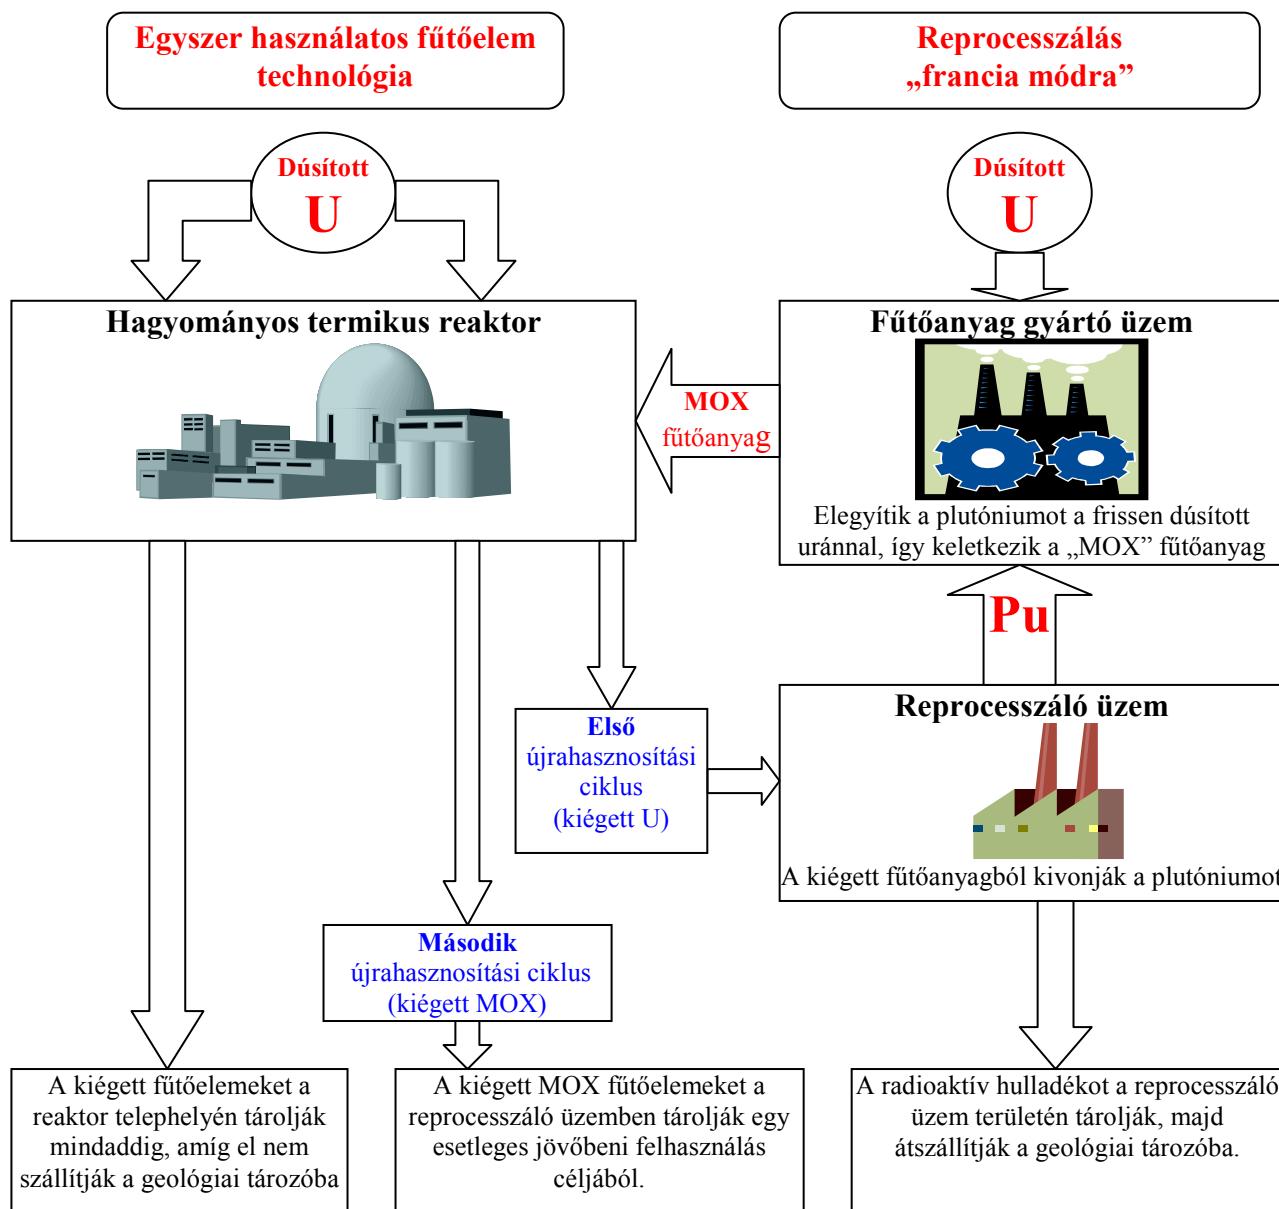 Egyszer használatos fűtőelem
technológia
Reprocesszálás
„francia módra”
Dúsított
U
Dúsított
U
Hagyományos termikus reaktor
Fűtőanyag gyártó üzem
MOX
fűtőanyag
Elegyítik a plutóniumot a frissen dúsított
uránnal, így keletkezik a „MOX” fűtőanyag
Pu
Reprocesszáló üzem
Első
újrahasznosítási
ciklus
(kiégett U)
A kiégett fűtőanyagból kivonják a plutóniumot
Második
újrahasznosítási ciklus
(kiégett MOX)
A kiégett fűtőelemeket a
reaktor telephelyén tárolják
mindaddig, amíg el nem
szállítják a geológiai tározóba
A kiégett MOX fűtőelemeket a
reprocesszáló üzemben tárolják egy
esetleges jövőbeni felhasználás
céljából.
A radioaktív hulladékot a reprocesszáló
üzem területén tárolják, majd
átszállítják a geológiai tározóba.